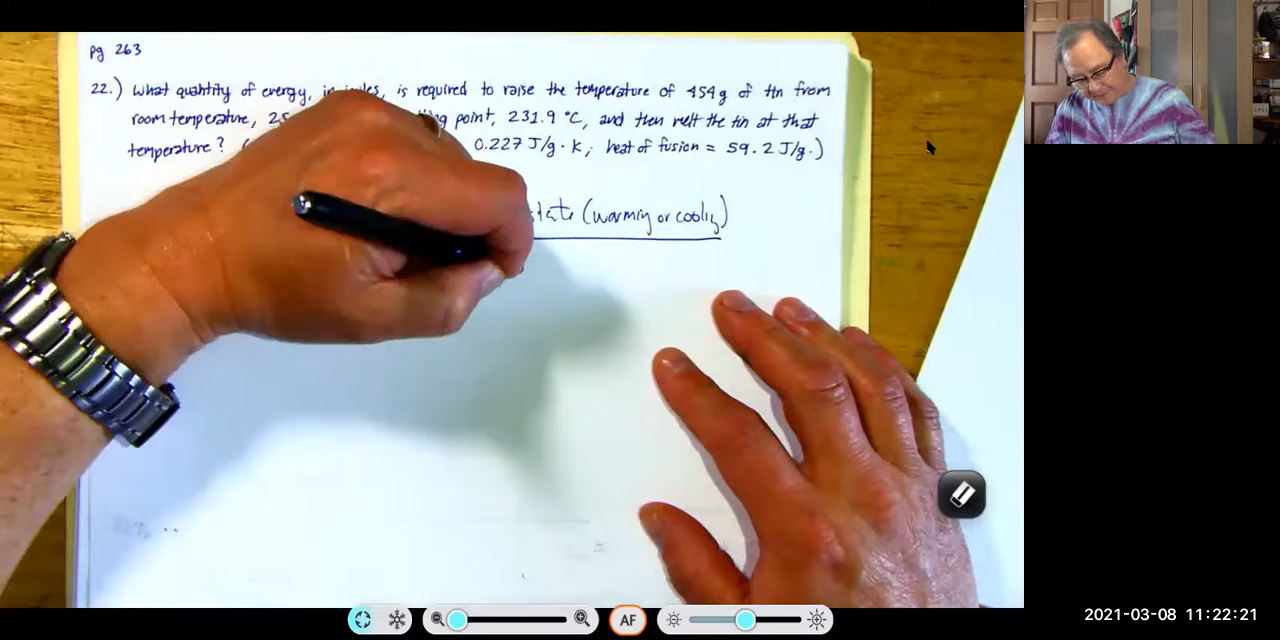 pg 263
22.) What quantity of energy, in joules, is required to raise the temperature of 454g of tin from
room temperature, 25 point, 231.9 °C, and then melt the tin at that
temperature? ( 0.227 J/g·K; heat of fusion = 59.2 J/g.)
state (warming or cooling)
AF
2021-03-08 11:22:21